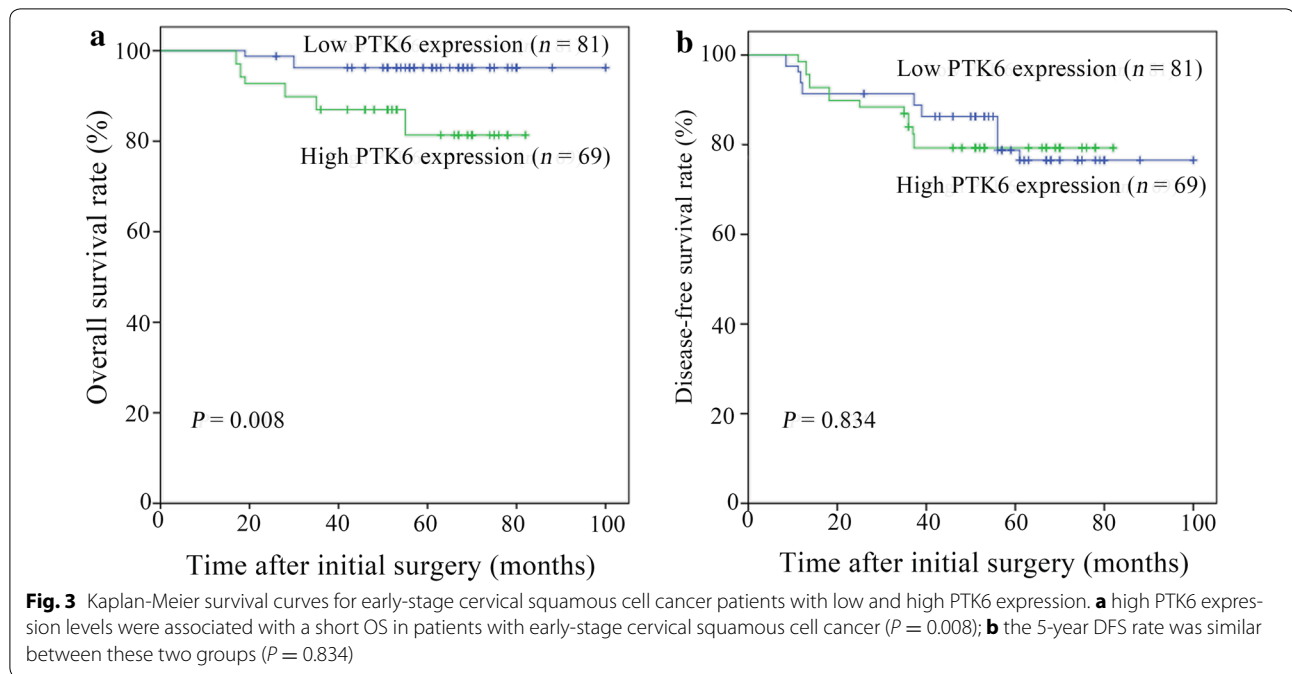 a
Low PTK6 expression (n = 81)
High PTK6 expression (n = 69)
P = 0.008
Overall survival rate (%)
100
80
60
40
20
0
0 20 40 60 80 100
Time after initial surgery (months)
b
Low PTK6 expression (n = 81)
High PTK6 expression (n = 69)
P = 0.834
Disease-free survival rate (%)
100
80
60
40
20
0
0 20 40 60 80 100
Time after initial surgery (months)
Fig. 3 Kaplan-Meier survival curves for early-stage cervical squamous cell cancer patients with low and high PTK6 expression. a high PTK6 expres-
sion levels were associated with a short OS in patients with early-stage cervical squamous cell cancer (P = 0.008); b the 5-year DFS rate was similar
between these two groups (P = 0.834)